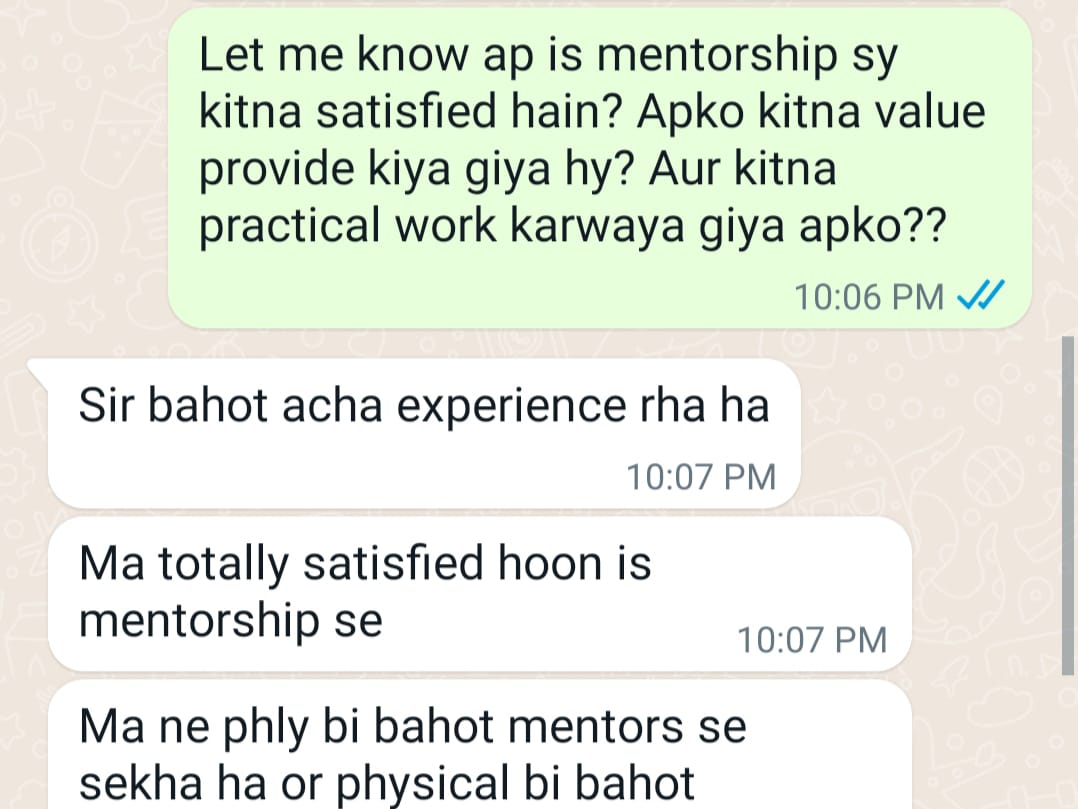 Let me know ap is mentorship sy
kitna satisfied hain? Apko kitna value
provide kiya giya hy? Aur kitna
practical work karwaya giya apko??
10:06 PM
Sir bahot acha experience rha ha
10:07 PM
Ma totally satisfied hoon is
mentorship se
10:07 PM
Ma ne phly bi bahot mentors se
sekha ha or physical bi bahot